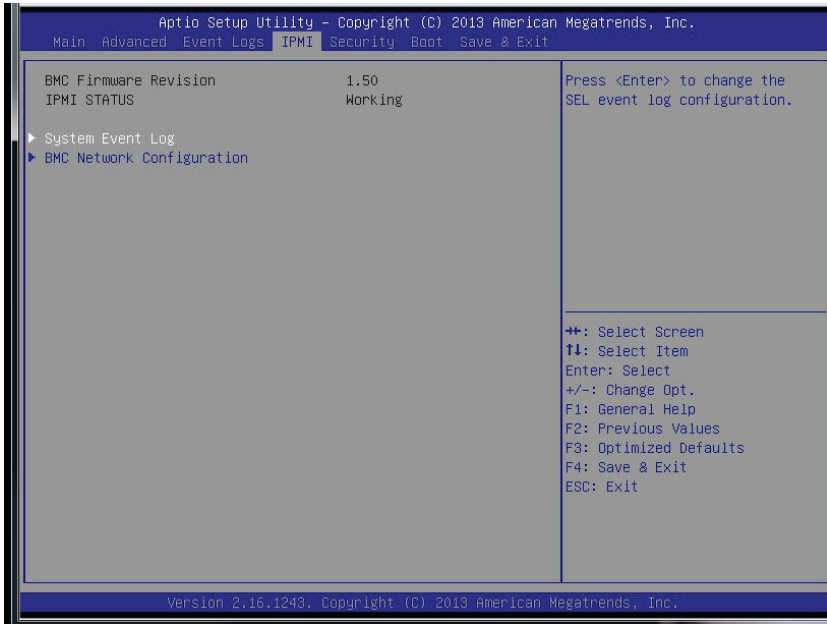 Aptio Setup Utility – Copyright (C) 2013 American Megatrends, Inc.
Main Advanced Event Logs IPMI Security Boot Save & Exit
BMC Firmware Revision 1.50
IPMI STATUS Working
System Event Log
BMC Network Configuration
Press <Enter> to change the
SEL event log configuration.
→←: Select Screen
↑↓: Select Item
Enter: Select
+/-: Change Opt.
F1: General Help
F2: Previous Values
F3: Optimized Defaults
F4: Save & Exit
ESC: Exit
Version 2.16.1243. Copyright (C) 2013 American Megatrends, Inc.